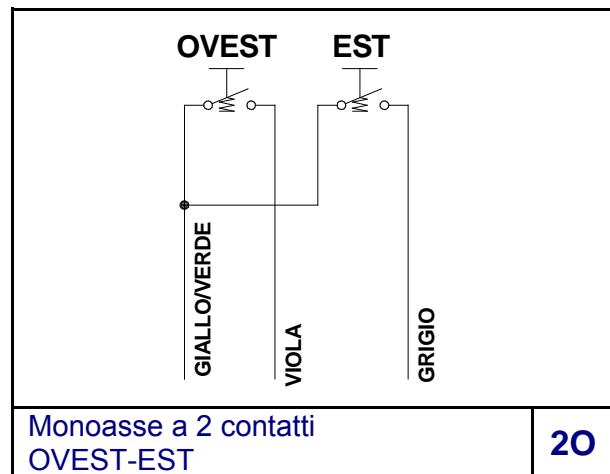 OVEST EST
GIALLO/VERDE
VIOLA
GRIGIO
Monoasse a 2 contatti
OVEST-EST
2O